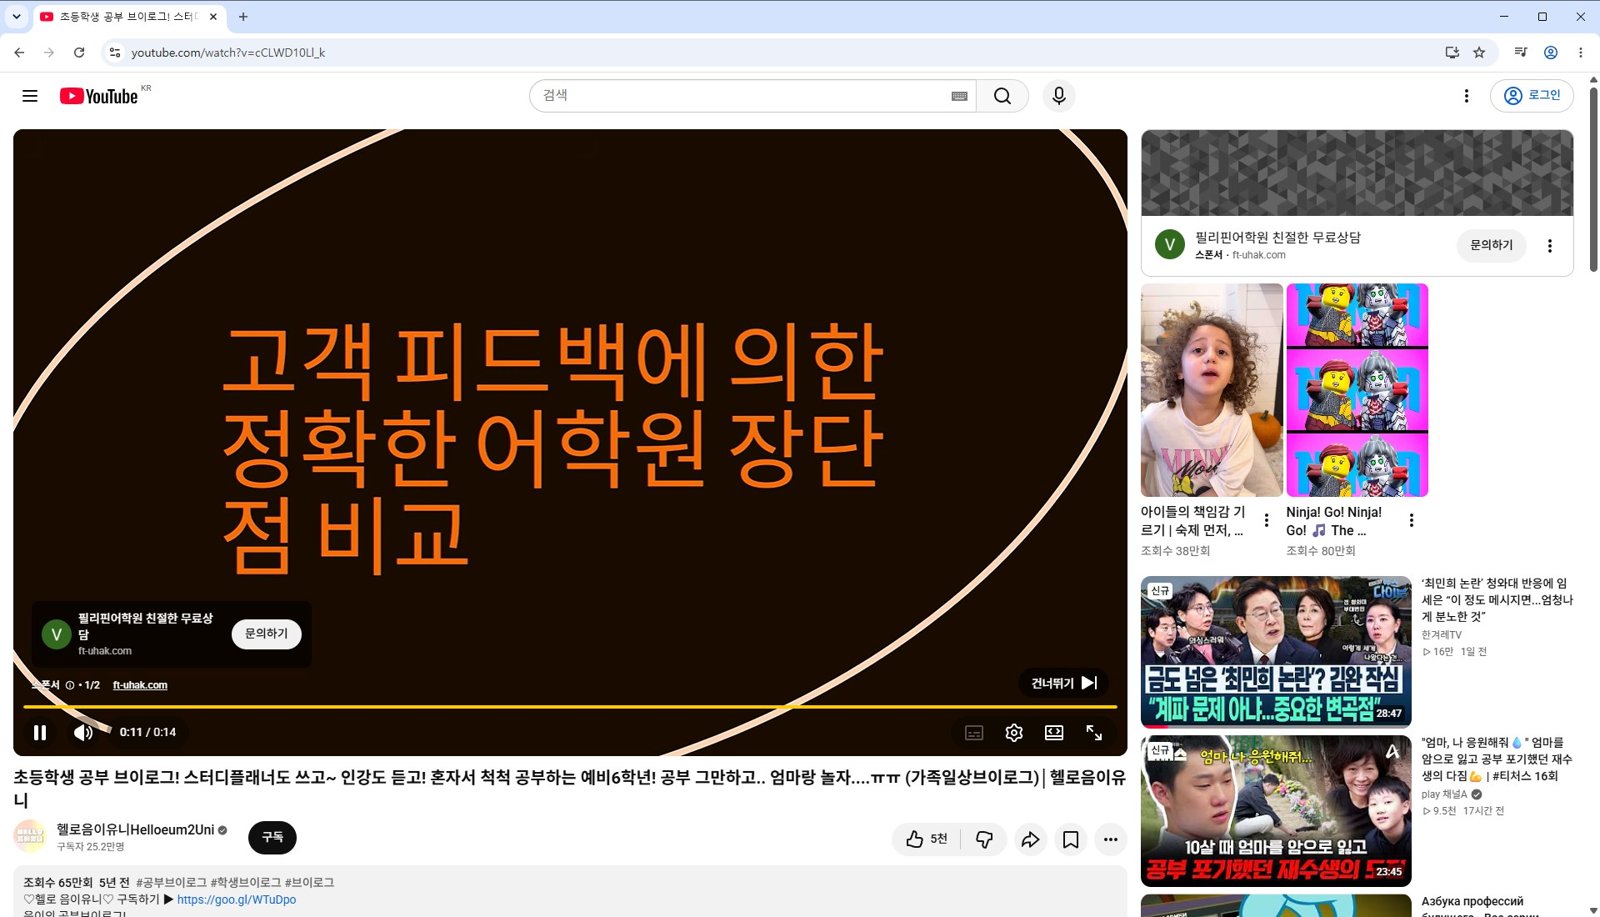 초등학생 공부 브이로그! 스터디
youtube.com/watch?v=cCLWD10Ll_k
YouTube KR
검색
로그인
고객 피드백에 의한
정확한 어학원 장단
점 비교
V
필리핀어학원 친절한 무료상
담
ft-uhak.com
문의하기
스폰서 · 1/2 ft-uhak.com
건너뛰기
0:11 / 0:14
초등학생 공부 브이로그! 스터디플래너도 쓰고~ 인강도 듣고! 혼자서 척척 공부하는 예비6학년! 공부 그만하고.. 엄마랑 놀자....ㅠㅠ (가족일상브이로그)│헬로음이유
니
헬로음이유니Helloeum2Uni
구독자 25.2만명
구독
5천
조회수 65만회 5년 전 #공부브이로그 #학생브이로그 #브이로그
♡헬로 음이유니♡ 구독하기 ▶ https://goo.gl/WTuDpo
음이의 공부브이로그!
V
필리핀어학원 친절한 무료상담
스폰서 · ft-uhak.com
문의하기
아이들의 책임감 기
르기 | 숙제 먼저, ...
조회수 38만회
Ninja! Go! Ninja!
Go! 🎵 The ...
조회수 80만회
신규
의심스러워
금도 넘은 '최민희 논란'? 김완 작심
"계파 문제 아냐...중요한 변곡점"
28:47
'최민희 논란' 청와대 반응에 임
세은 "이 정도 메시지면...엄청나
게 분노한 것"
한겨레TV
▷ 16만 1일 전
신규
엄마 나 응원해줘...
10살 때 엄마를 암으로 잃고
공부 포기했던 재수생의 다짐
23:45
"엄마, 나 응원해줘💧" 엄마를
암으로 잃고 공부 포기했던 재수
생의 다짐💪 | #티처스 16회
play 채널A
▷ 9.5천 17시간 전
Азбука профессий